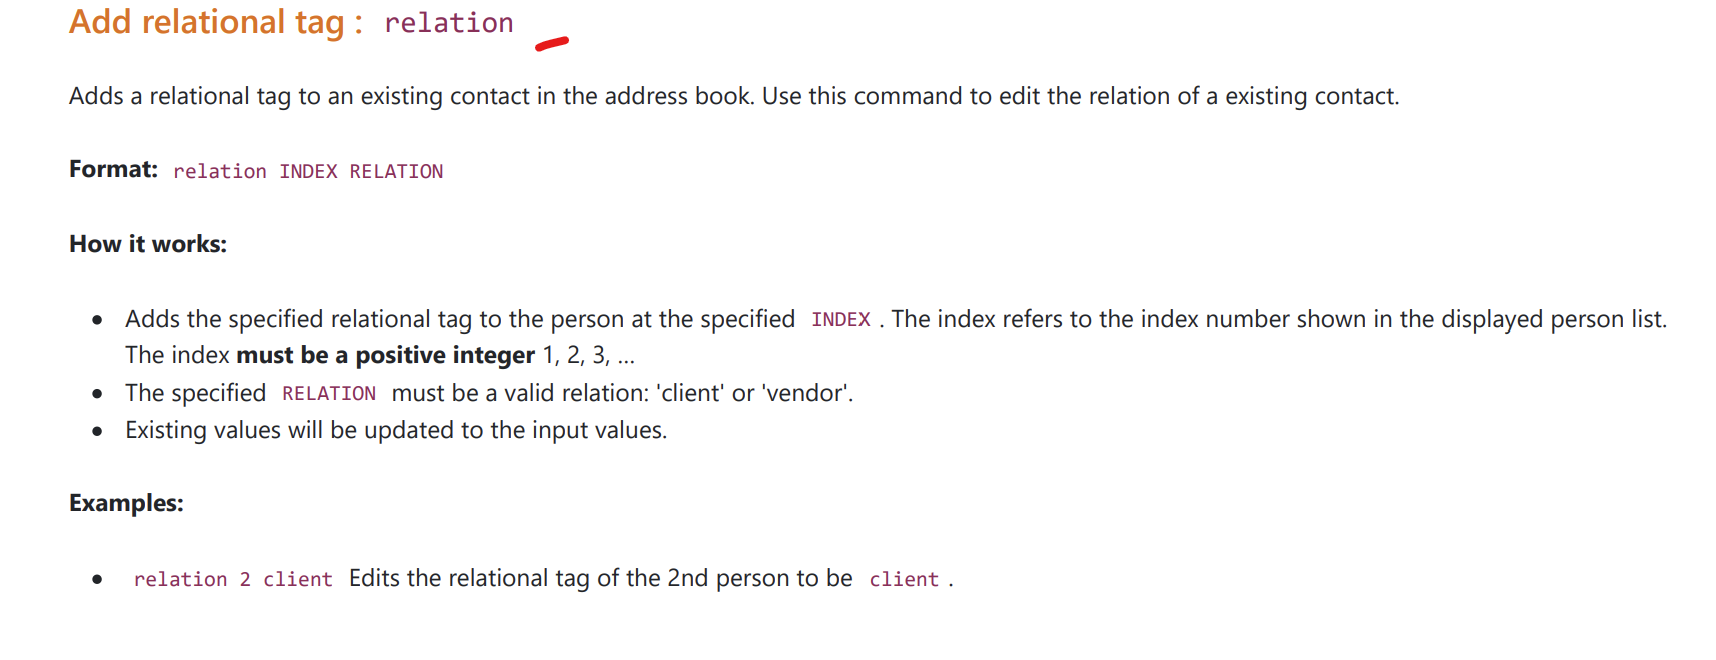 Add relational tag : relation
Adds a relational tag to an existing contact in the address book. Use this command to edit the relation of a existing contact.
Format: relation INDEX RELATION
How it works:
• Adds the specified relational tag to the person at the specified INDEX . The index refers to the index number shown in the displayed person list.
The index must be a positive integer 1, 2, 3, …
• The specified RELATION must be a valid relation: 'client' or 'vendor'.
• Existing values will be updated to the input values.
Examples:
• relation 2 client Edits the relational tag of the 2nd person to be client .